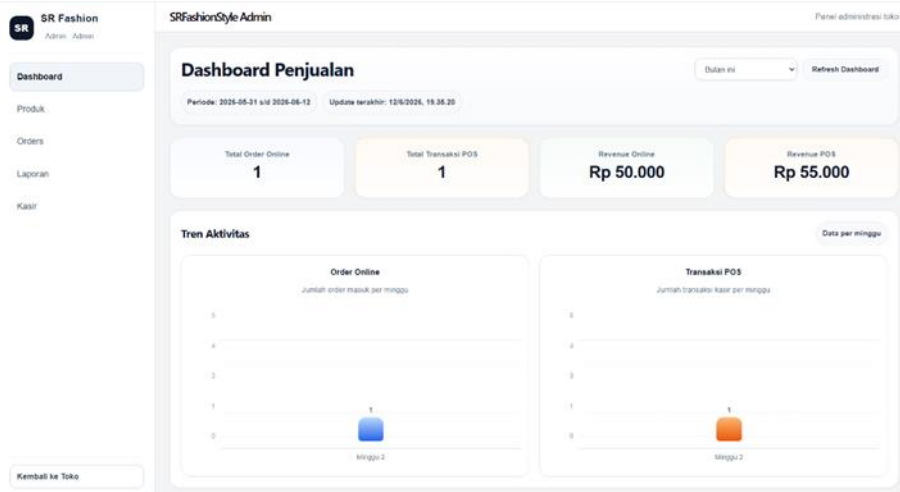 SR
SR Fashion
Admin Admin
Dashboard
Produk
Orders
Laporan
Kasir
Kembali ke Toko
SRFashionStyle Admin
Panel administrasi toko
Dashboard Penjualan
Bulan ini
Refresh Dashboard
Periode: 2026-05-31 s/d 2026-06-12
Update terakhir: 12/6/2026, 19.35.20
Total Order Online
1
Total Transaksi POS
1
Revenue Online
Rp 50.000
Revenue POS
Rp 55.000
Tren Aktivitas
Data per minggu
Order Online
Jumlah order masuk per minggu
5
4
2
1
0
1
Minggu 2
Transaksi POS
Jumlah transaksi kasir per minggu
5
4
1
0
1
Minggu 2